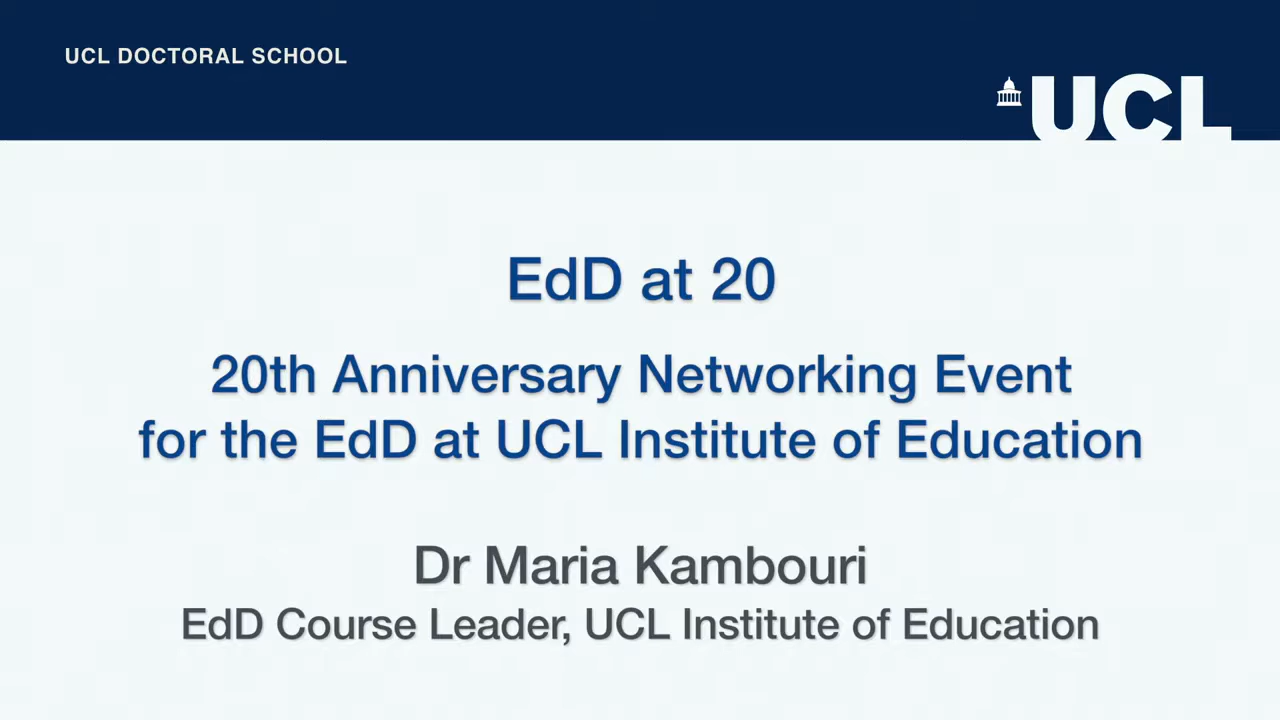 UCL DOCTORAL SCHOOL
UCL
EdD at 20
20th Anniversary Networking Event
for the EdD at UCL Institute of Education
Dr Maria Kambouri
EdD Course Leader, UCL Institute of Education